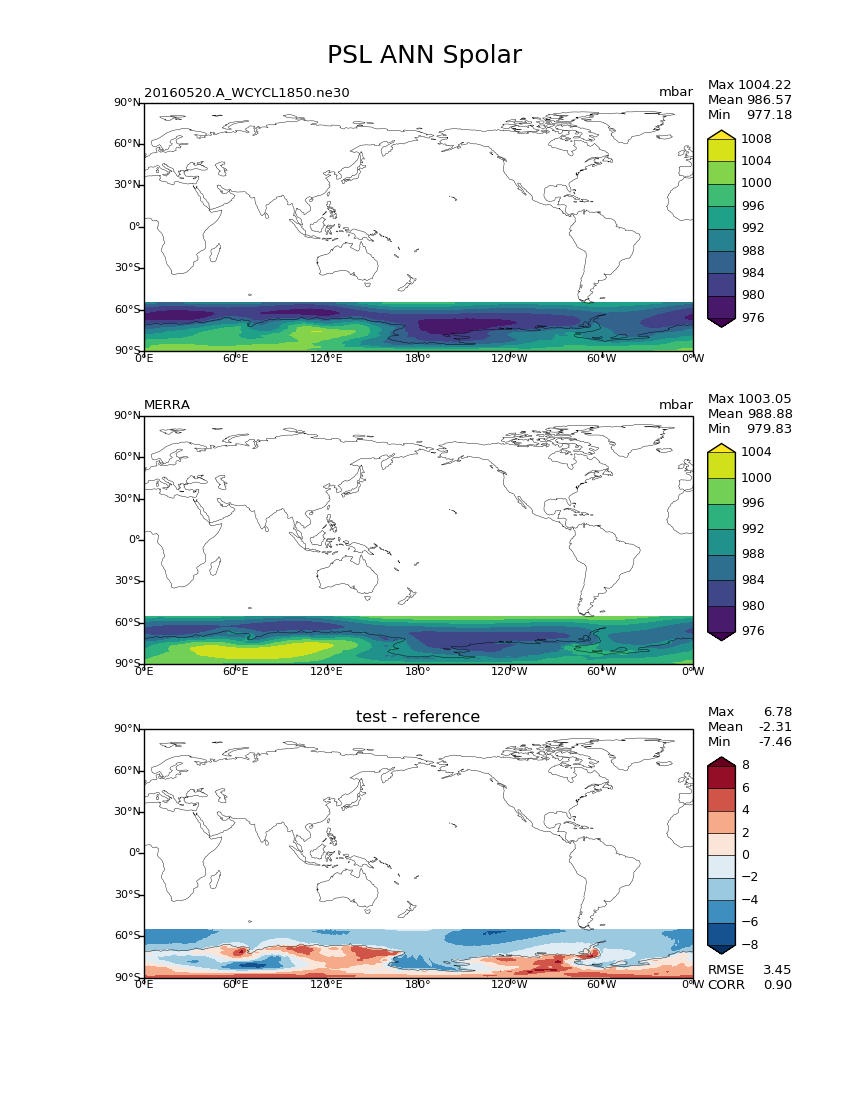 PSL ANN Spolar
20160520.A_WCYCL1850.ne30 mbar
Max 1004.22
Mean 986.57
Min 977.18
90°N
60°N
30°N
0°
30°S
60°S
90°S
0°E 60°E 120°E 180° 120°W 60°W 0°W
1008
1004
1000
996
992
988
984
980
976
MERRA mbar
Max 1003.05
Mean 988.88
Min 979.83
90°N
60°N
30°N
0°
30°S
60°S
90°S
0°E 60°E 120°E 180° 120°W 60°W 0°W
1004
1000
996
992
988
984
980
976
test - reference
Max 6.78
Mean -2.31
Min -7.46
90°N
60°N
30°N
0°
30°S
60°S
90°S
0°E 60°E 120°E 180° 120°W 60°W 0°W
8
6
4
2
0
−2
−4
−6
−8
RMSE 3.45
CORR 0.90